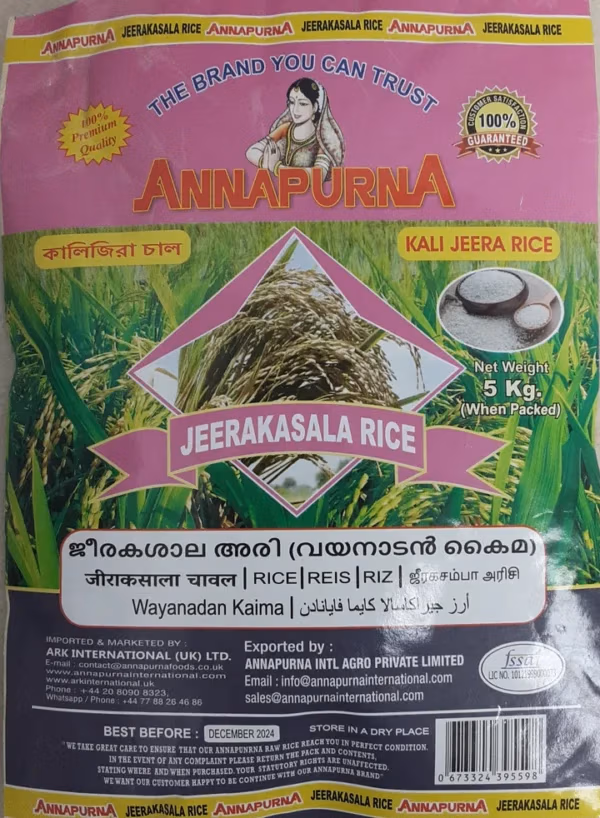 ANNAPURNA JEERAKASALA RICE ANNAPURNA JEERAKASALA RICE ANNAPURNA JEERAKASALA RICE
THE BRAND YOU CAN TRUST
100%
Premium
Quality
CUSTOMER SATISFACTION
100%
GUARANTEED
ANNAPURNA
কালিজিরা চাল
KALI JEERA RICE
Net Weight
5 Kg.
(When Packed)
JEERAKASALA RICE
ജീരകശാല അരി (വയനാടൻ കൈമ)
जीराकसाला चावल | RICE | REIS | RIZ | ஜீரகசம்பா அரிசி
Wayanadan Kaima | أرز جيراكاسالا كايما فايانادن
IMPORTED & MARKETED BY :
ARK INTERNATIONAL (UK) LTD.
E-mail : contact@annapurnafoods.co.uk
www.annapurnainternational.com
www.arkinternational.uk
Phone : +44 20 8090 8323,
Whatsapp / Phone : +44 77 88 26 46 86
Exported by :
ANNAPURNA INTL AGRO PRIVATE LIMITED
Email : info@annapurnainternational.com
sales@annapurnainternational.com
fssai
LIC NO.
BEST BEFORE : DECEMBER 2024
STORE IN A DRY PLACE
"WE TAKE GREAT CARE TO ENSURE THAT OUR ANNAPUNRNA RAW RICE REACH YOU IN PERFECT CONDITION.
IN THE EVENT OF ANY COMPLAINT PLEASE RETURN THE PACK AND CONTENTS,
STATING WHERE AND WHEN PURCHASED. YOUR STATUTORY RIGHTS ARE UNAFFECTED.
WE WANT OUR CUSTOMER HAPPY TO BE CONTINUE WITH OUR ANNAPURNA BRAND"
0 673324 395598
ANNAPURNA JEERAKASALA RICE ANNAPURNA JEERAKASALA RICE ANNAPURNA JEERAKASALA RICE